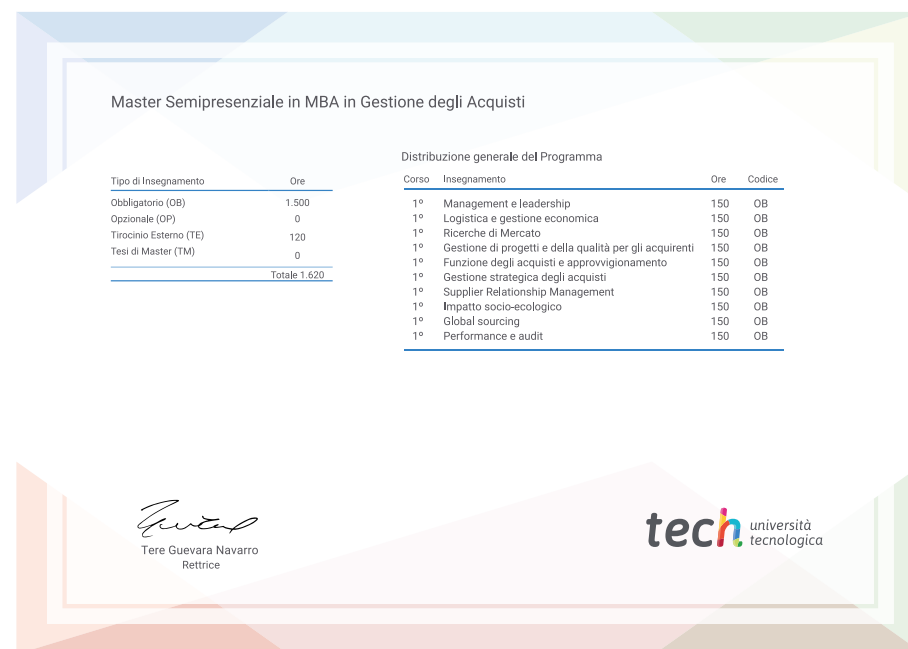 Master Semipresenziale in MBA in Gestione degli Acquisti
Tipo di Insegnamento Ore
Obbligatorio (OB) 1.500
Opzionale (OP) 0
Tirocinio Esterno (TE) 120
Tesi di Master (TM) 0
Totale 1.620
Distribuzione generale del Programma
Corso Insegnamento Ore Codice
1º Management e leadership 150 OB
1º Logistica e gestione economica 150 OB
1º Ricerche di Mercato 150 OB
1º Gestione di progetti e della qualità per gli acquirenti 150 OB
1º Funzione degli acquisti e approvvigionamento 150 OB
1º Gestione strategica degli acquisti 150 OB
1º Supplier Relationship Management 150 OB
1º Impatto socio-ecologico 150 OB
1º Global sourcing 150 OB
1º Performance e audit 150 OB
Tere Guevara Navarro
Rettrice
tech università
tecnologica